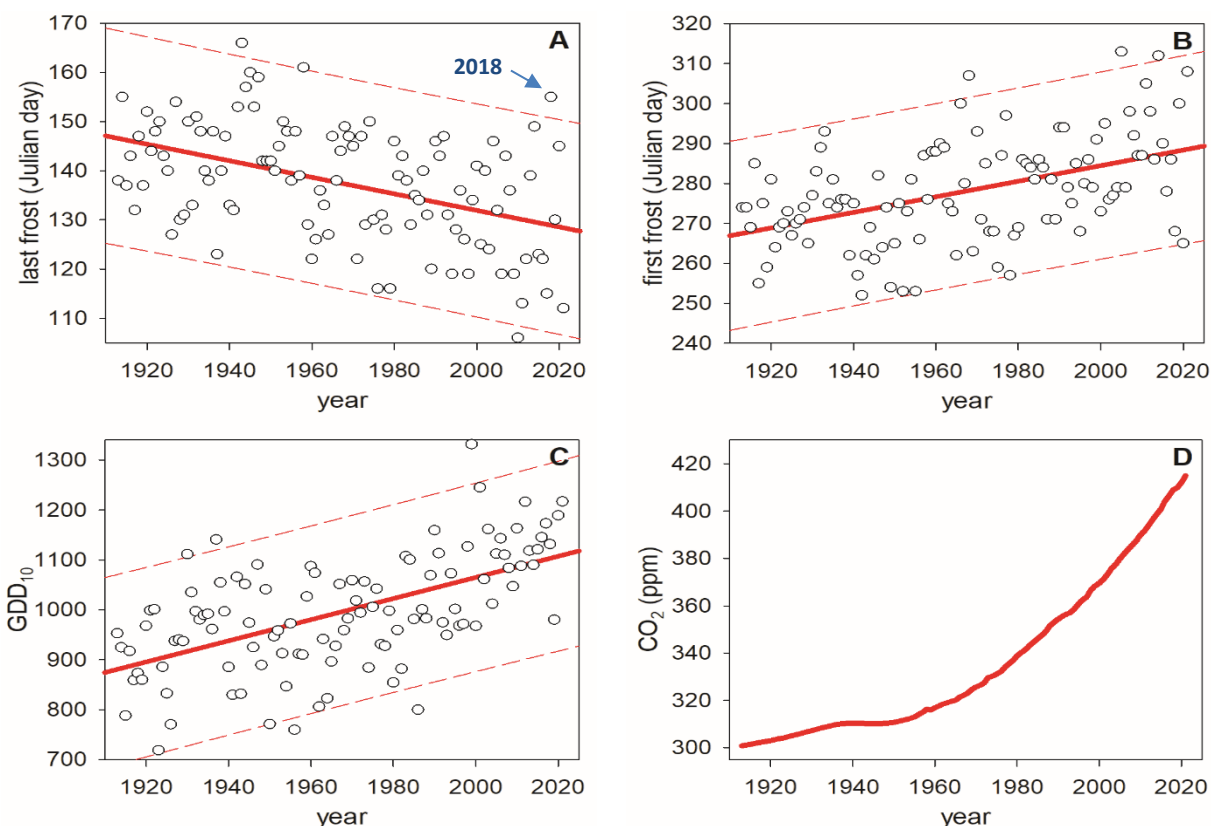 A
170
160
150
140
130
120
110
last frost (Julian day)
2018
1920 1940 1960 1980 2000 2020
year
B
320
310
300
290
280
270
260
250
240
first frost (Julian day)
1920 1940 1960 1980 2000 2020
year
C
1300
1200
1100
1000
900
800
700
GDD₁₀
1920 1940 1960 1980 2000 2020
year
D
420
400
380
360
340
320
300
CO₂ (ppm)
1920 1940 1960 1980 2000 2020
year